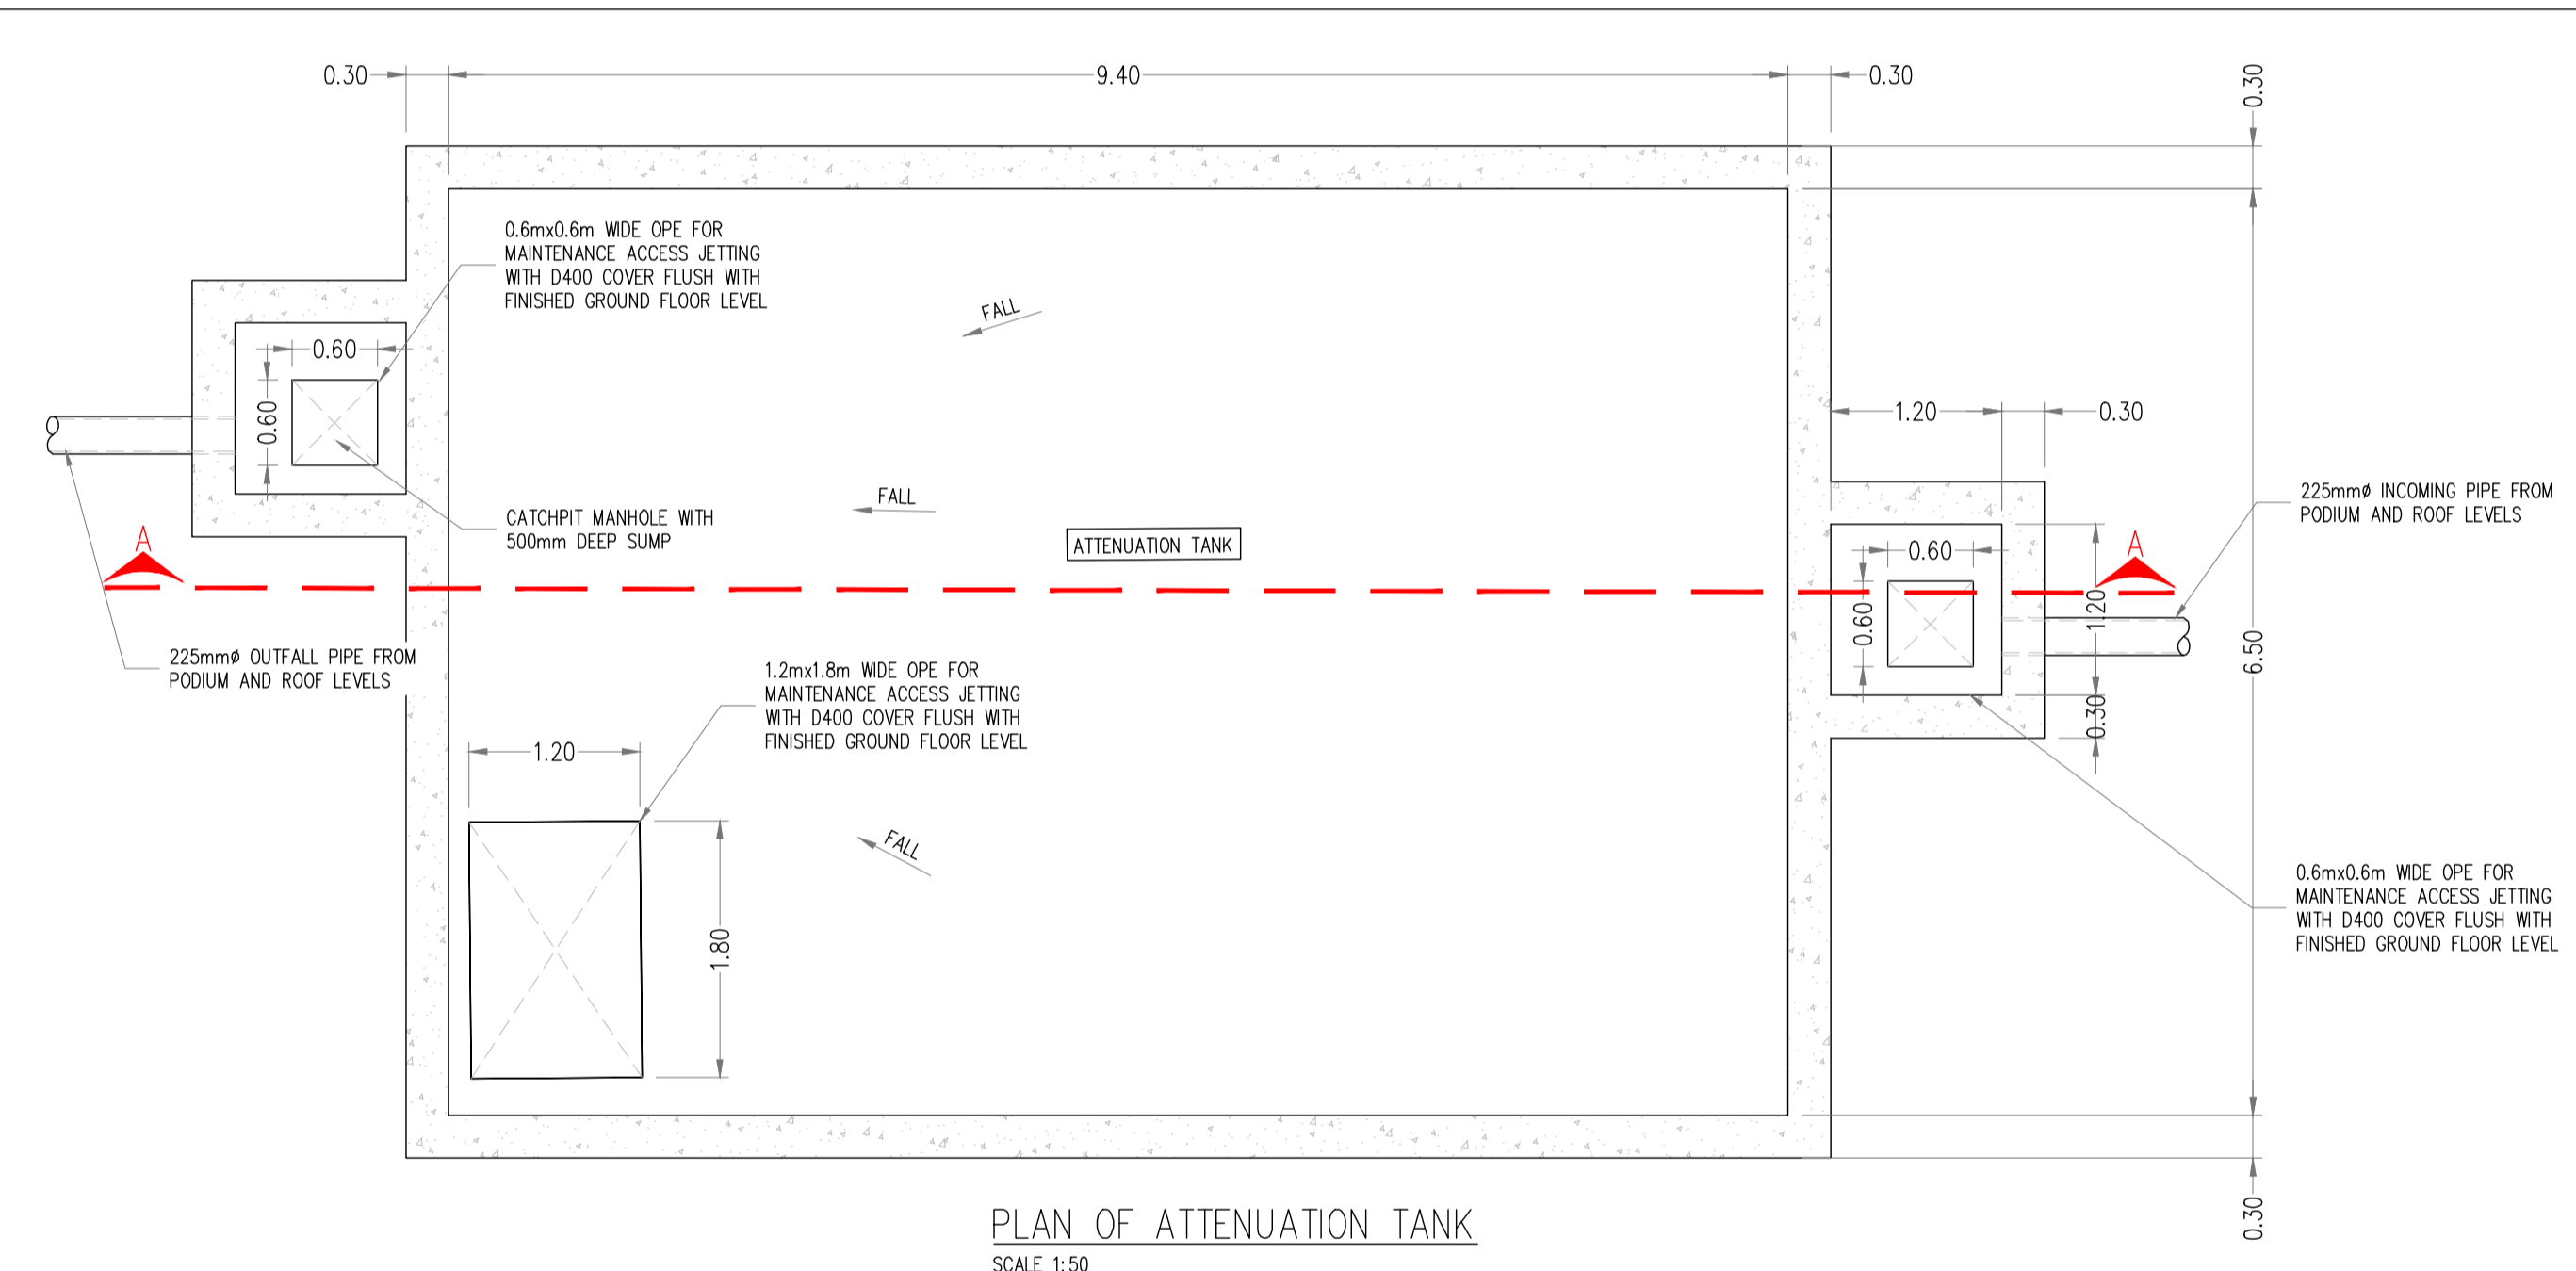 0.30
9.40
0.30
0.30
0.6mx0.6m WIDE OPE FOR
MAINTENANCE ACCESS JETTING
WITH D400 COVER FLUSH WITH
FINISHED GROUND FLOOR LEVEL
FALL
0.60
0.60
1.20
0.30
FALL
225mmø INCOMING PIPE FROM
PODIUM AND ROOF LEVELS
CATCHPIT MANHOLE WITH
500mm DEEP SUMP
ATTENUATION TANK
A
A
0.60
0.60
1.20
6.50
225mmø OUTFALL PIPE FROM
PODIUM AND ROOF LEVELS
1.2mx1.8m WIDE OPE FOR
MAINTENANCE ACCESS JETTING
WITH D400 COVER FLUSH WITH
FINISHED GROUND FLOOR LEVEL
0.30
1.20
FALL
1.80
0.6mx0.6m WIDE OPE FOR
MAINTENANCE ACCESS JETTING
WITH D400 COVER FLUSH WITH
FINISHED GROUND FLOOR LEVEL
0.30
PLAN OF ATTENUATION TANK
SCALE 1:50